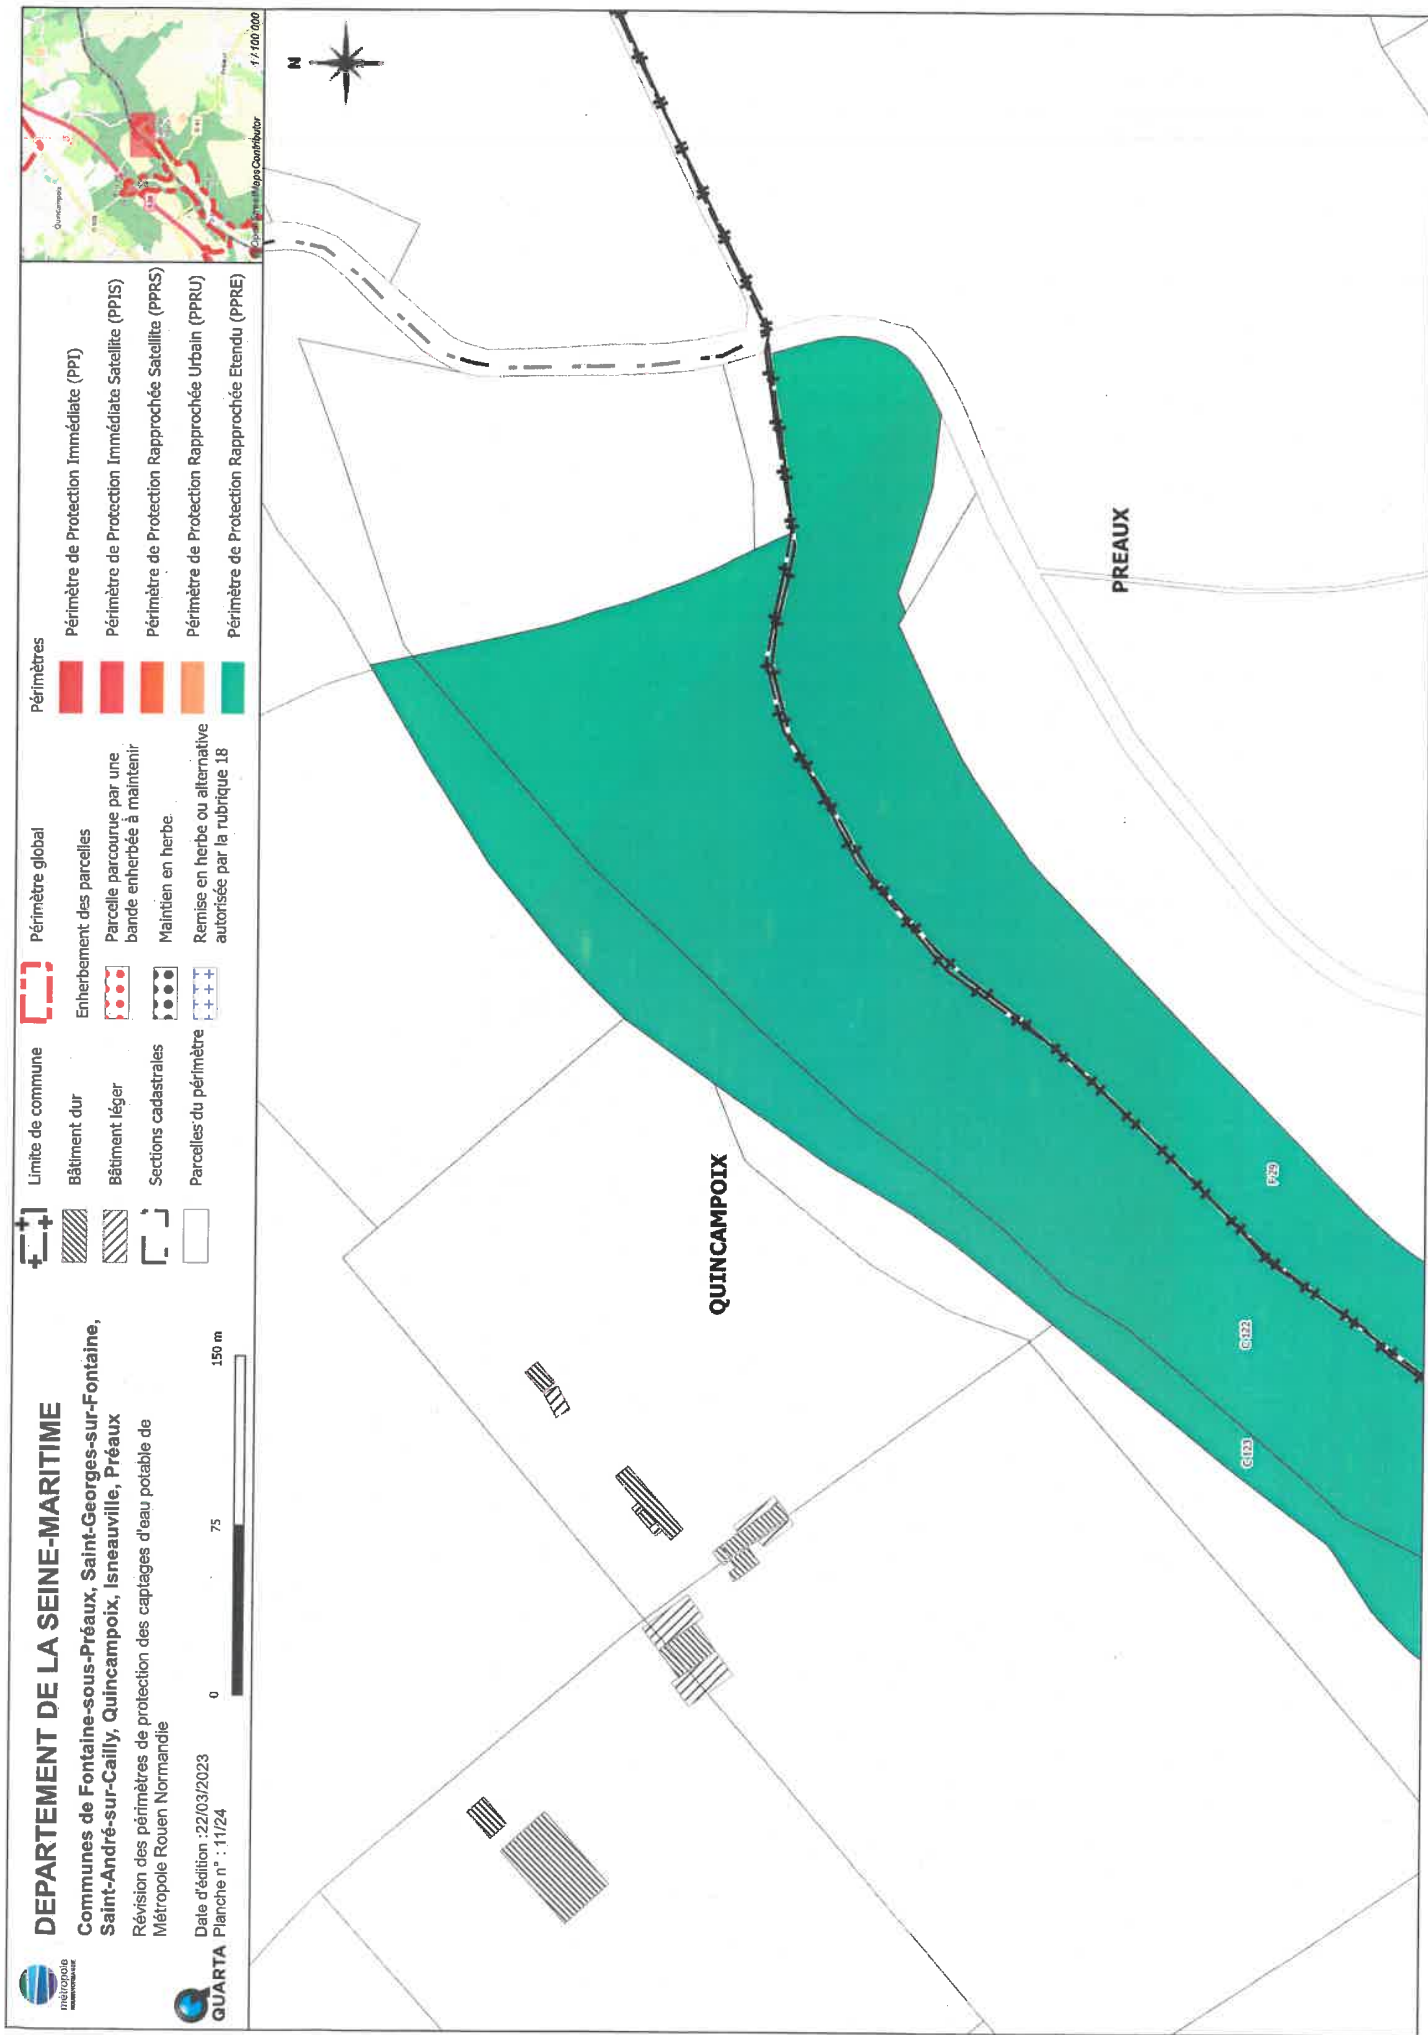 métropole
ROUENNORMANDIE
QUARTA
DEPARTEMENT DE LA SEINE-MARITIME
Communes de Fontaine-sous-Préaux, Saint-Georges-sur-Fontaine,
Saint-André-sur-Cailly, Quincampoix, Isneauville, Préaux
Révision des périmètres de protection des captages d'eau potable de
Métropole Rouen Normandie
Date d'édition :22/03/2023
Planche n° : 11/24
0
75
150 m
Limite de commune
Bâtiment dur
Bâtiment léger
Sections cadastrales
Parcelles du périmètre
Périmètre global
Enherbement des parcelles
Parcelle parcourue par une
bande enherbée à maintenir
Maintien en herbe
Remise en herbe ou alternative
autorisée par la rubrique 18
Périmètres
Périmètre de Protection Immédiate (PPI)
Périmètre de Protection Immédiate Satellite (PPIS)
Périmètre de Protection Rapprochée Satellite (PPRS)
Périmètre de Protection Rapprochée Urbain (PPRU)
Périmètre de Protection Rapprochée Etendu (PPRE)
Quincampoix
1 / 100 000
OpenStreetMapsContributor
N
QUINCAMPOIX
PREAUX
C 123
C 122
F 29